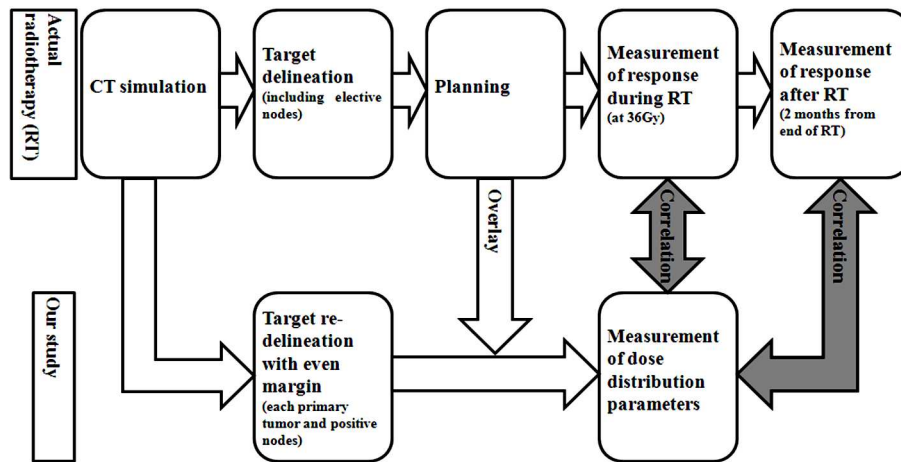 Actual
radiotherapy (RT)
CT simulation
Target
delineation
(including elective
nodes)
Planning
Measurement
of response
during RT
(at 36Gy)
Measurement
of response
after RT
(2 months from
end of RT)
Overlay
Correlation
Correlation
Our study
Target re-
delineation
with even
margin
(each primary
tumor and positive
nodes)
Measurement
of dose
distribution
parameters